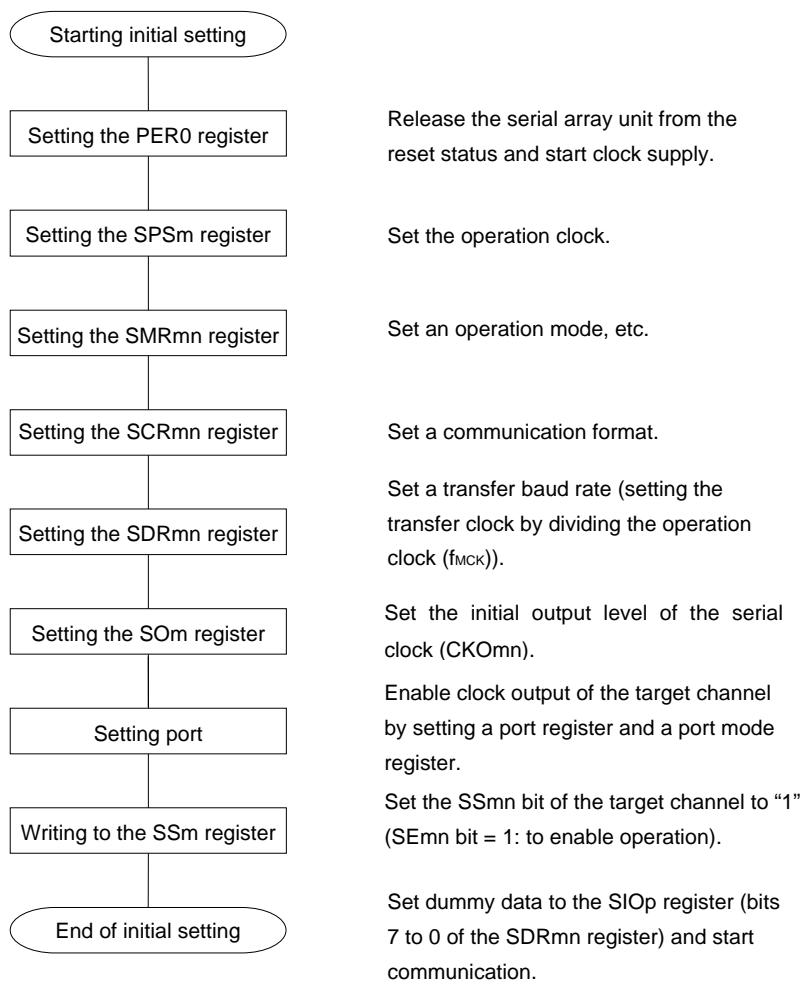 Starting initial setting
Setting the PER0 register
Release the serial array unit from the
reset status and start clock supply.
Setting the SPSm register
Set the operation clock.
Setting the SMRmn register
Set an operation mode, etc.
Setting the SCRmn register
Set a communication format.
Setting the SDRmn register
Set a transfer baud rate (setting the
transfer clock by dividing the operation
clock (fMCK)).
Setting the SOm register
Set the initial output level of the serial
clock (CKOmn).
Setting port
Enable clock output of the target channel
by setting a port register and a port mode
register.
Writing to the SSm register
Set the SSmn bit of the target channel to “1”
(SEmn bit = 1: to enable operation).
End of initial setting
Set dummy data to the SIOp register (bits
7 to 0 of the SDRmn register) and start
communication.